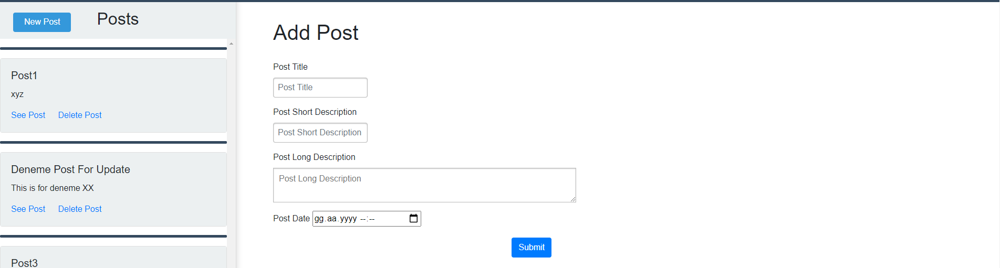 New Post
Posts
Post1
xyz
See Post Delete Post
Deneme Post For Update
This is for deneme XX
See Post Delete Post
Post3
Add Post
Post Title
Post Title
Post Short Description
Post Short Description
Post Long Description
Post Long Description
Post Date gg.aa.yyyy --:--
Submit